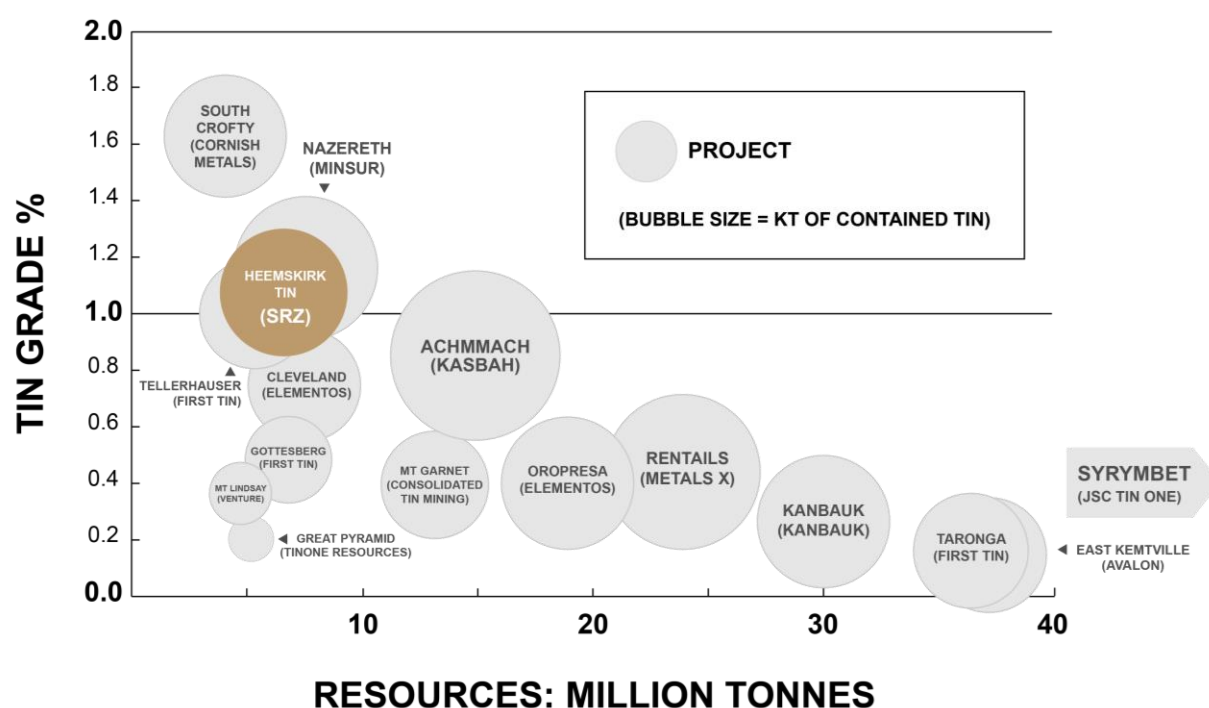 TIN GRADE %
2.0
1.8
1.6
1.4
1.2
1.0
0.8
0.6
0.4
0.2
0.0
SOUTH
CROFTY
(CORNISH
METALS)
NAZERETH
(MINSUR)
PROJECT
(BUBBLE SIZE = KT OF CONTAINED TIN)
HEEMSKIRK
TIN
(SRZ)
ACHMMACH
(KASBAH)
TELLERHAUSER
(FIRST TIN)
CLEVELAND
(ELEMENTOS)
GOTTESBERG
(FIRST TIN)
MT LINDSAY
(VENTURE)
GREAT PYRAMID
(TINONE RESOURCES)
MT GARNET
(CONSOLIDATED
TIN MINING)
OROPRESA
(ELEMENTOS)
RENTAILS
(METALS X)
KANBAUK
(KANBAUK)
TARONGA
(FIRST TIN)
SYRYMBET
(JSC TIN ONE)
EAST KEMTVILLE
(AVALON)
10
20
30
40
RESOURCES: MILLION TONNES